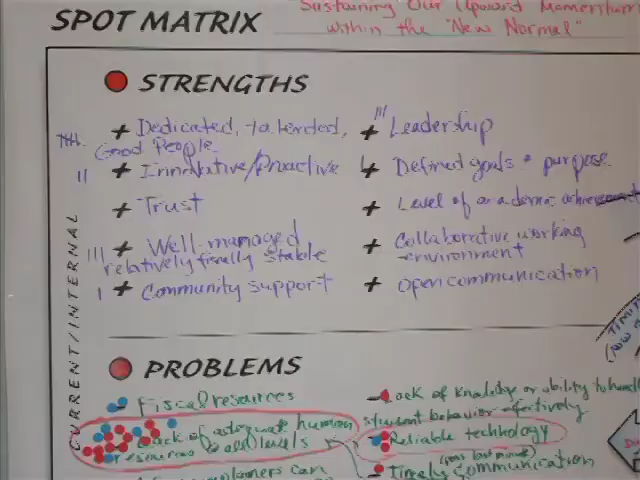 SPOT MATRIX
Sustaining Our Upward Momentum
within the "New Normal"
STRENGTHS
+ Dedicated, talented,
Good People
+ Innovative/Proactive
+ Trust
+ Well-managed
relatively fiscally stable
+ Community support
+ Leadership
+ Defined goals + purpose
+ Level of academic achievement
+ Collaborative working
environment
+ Open communication
CURRENT/INTERNAL
PROBLEMS
- Fiscal resources
Lack of adequate human
resources @ all levels
- Lack of knowledge or ability to handle
student behavior effectively
- Reliable technology
- Timely communication
can